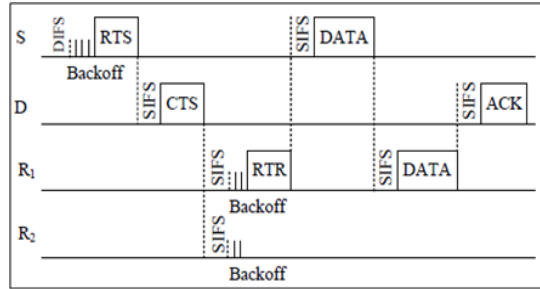 S DIFS RTS SIFS DATA
Backoff
D SIFS CTS SIFS ACK
R₁ SIFS RTR SIFS DATA
Backoff
R₂ SIFS
Backoff